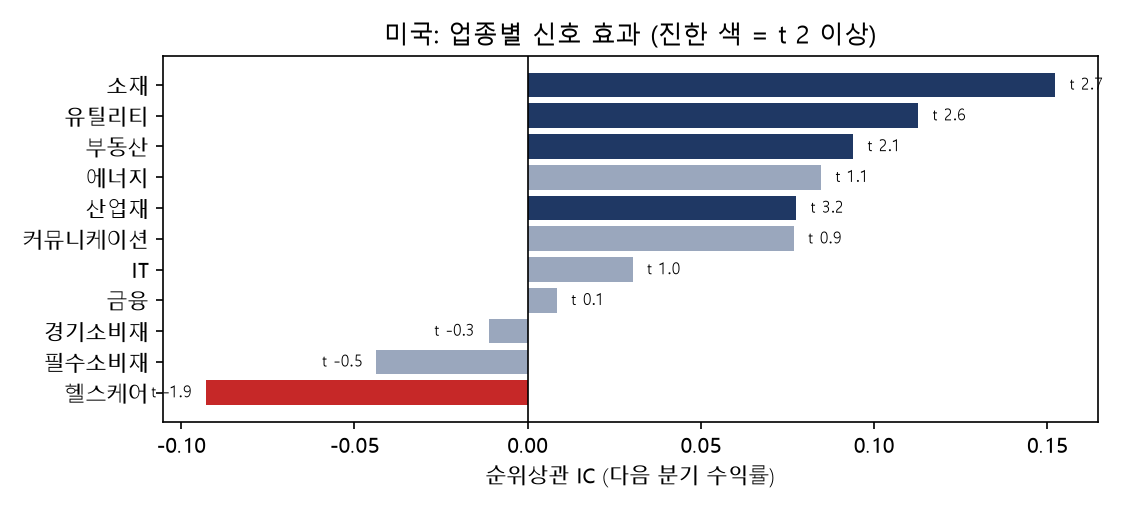 미국: 업종별 신호 효과 (진한 색 = t 2 이상)
소재 t 2.7
유틸리티 t 2.6
부동산 t 2.1
에너지 t 1.1
산업재 t 3.2
커뮤니케이션 t 0.9
IT t 1.0
금융 t 0.1
경기소비재 t -0.3
필수소비재 t -0.5
헬스케어 t -1.9
-0.10 -0.05 0.00 0.05 0.10 0.15
순위상관 IC (다음 분기 수익률)